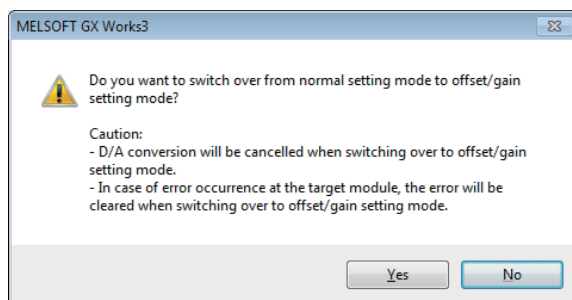 MELSOFT GX Works3
Do you want to switch over from normal setting mode to offset/gain
setting mode?
Caution:
- D/A conversion will be cancelled when switching over to offset/gain
setting mode.
- In case of error occurrence at the target module, the error will be
cleared when switching over to offset/gain setting mode.
Yes
No